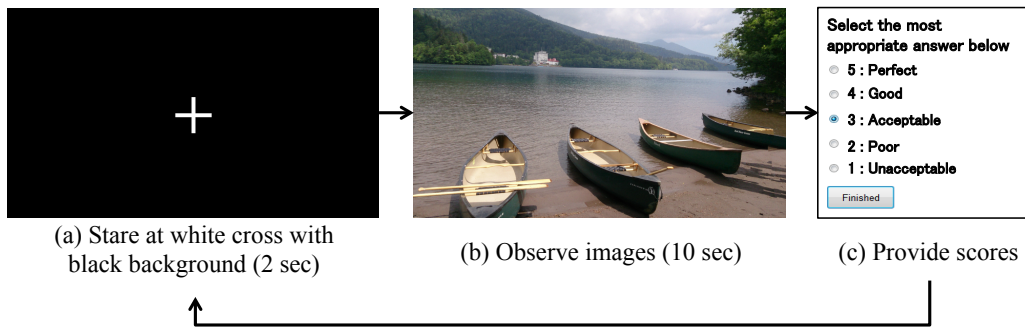 Select the most
appropriate answer below
5 : Perfect
4 : Good
3 : Acceptable
2 : Poor
1 : Unacceptable
Finished
(a) Stare at white cross with
black background (2 sec)
(b) Observe images (10 sec)
(c) Provide scores